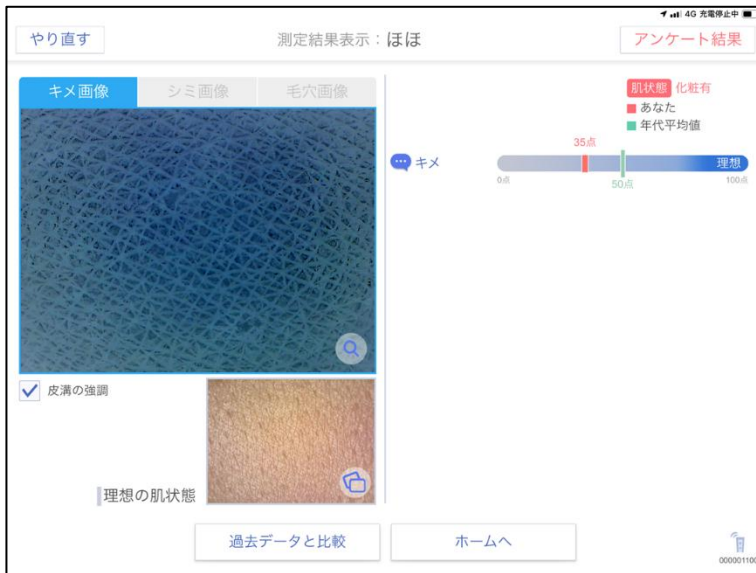 4G 充電停止中
やり直す
測定結果表示：ほほ
アンケート結果
キメ画像
シミ画像
毛穴画像
肌状態 化粧有
あなた
年代平均値
35点
キメ
理想
0点
50点
100点
皮溝の強調
理想の肌状態
過去データと比較
ホームへ
000001100